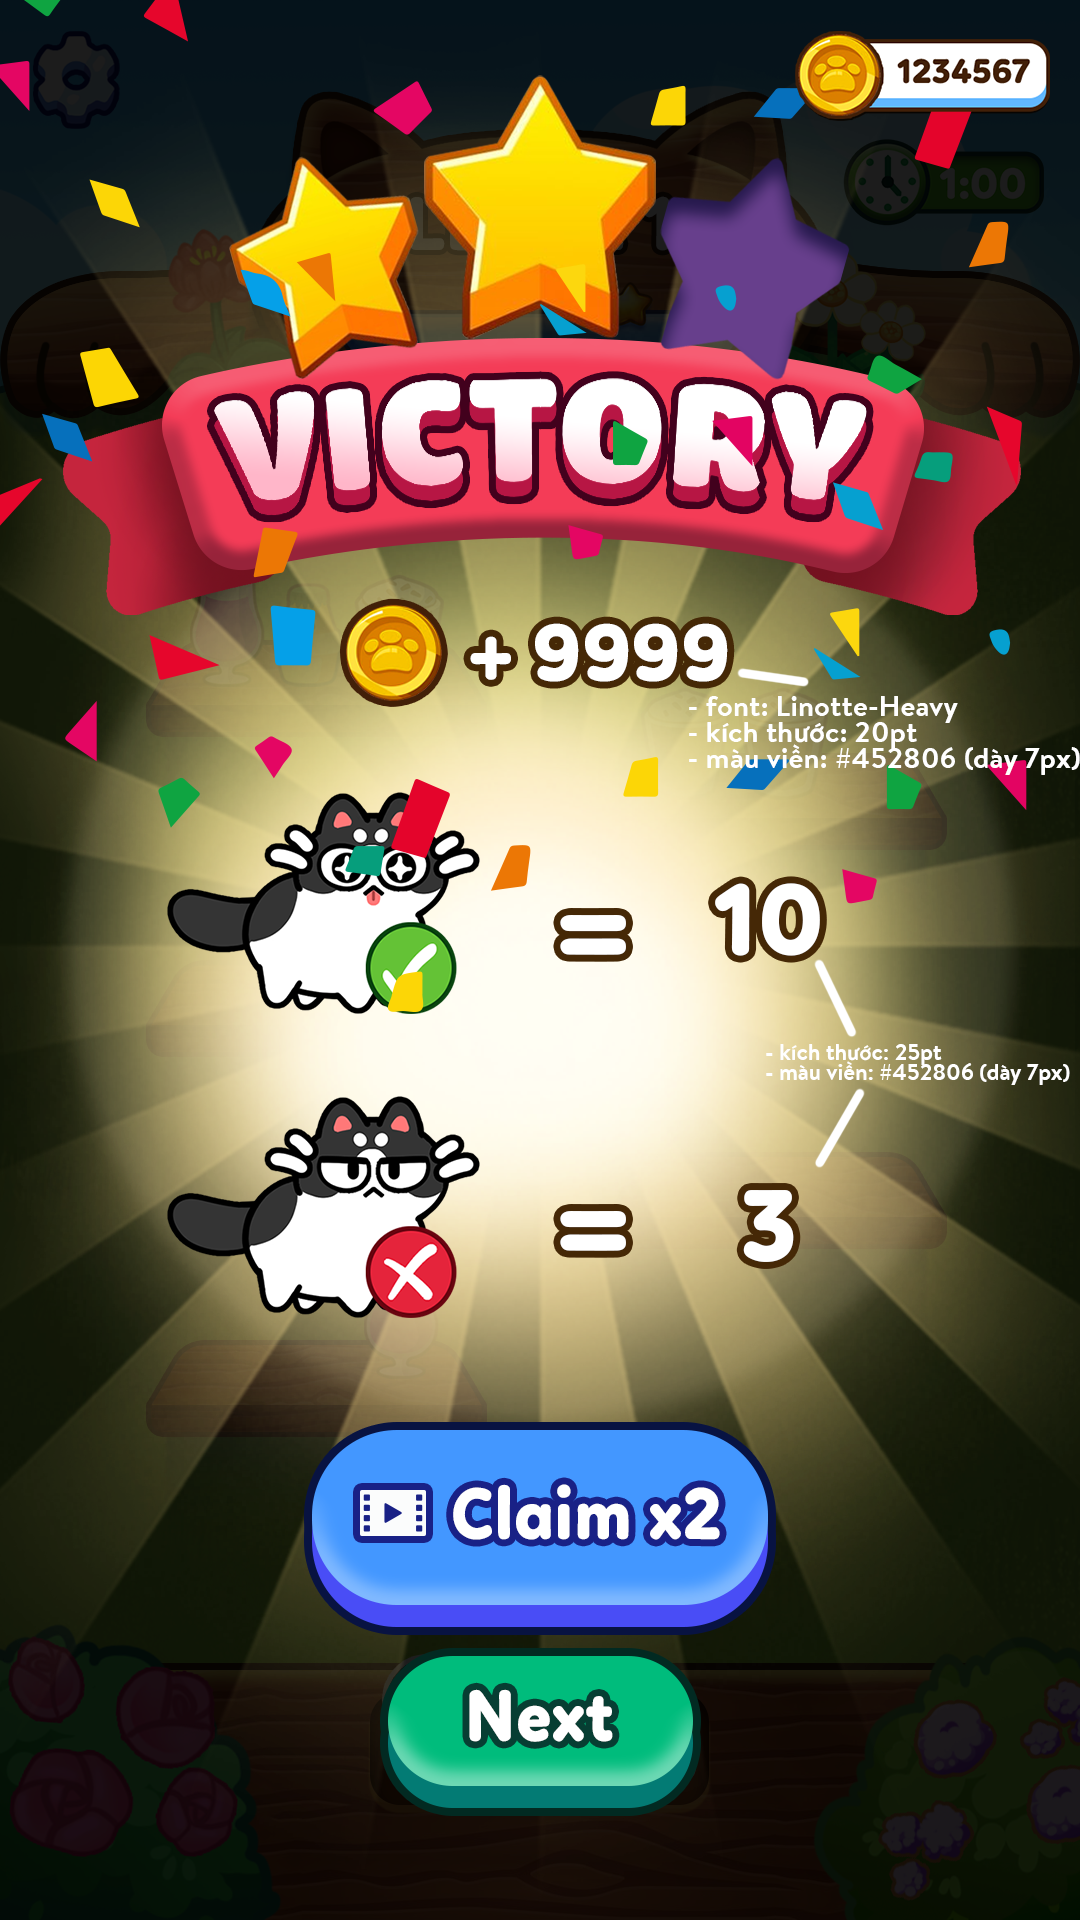 1234567
1:00
VICTORY
+ 9999
- font: Linotte-Heavy
- kích thước: 20pt
- màu viền: #452806 (dày 7px)
= 10
- kích thước: 25pt
- màu viền: #452806 (dày 7px)
= 3
Claim x2
Next